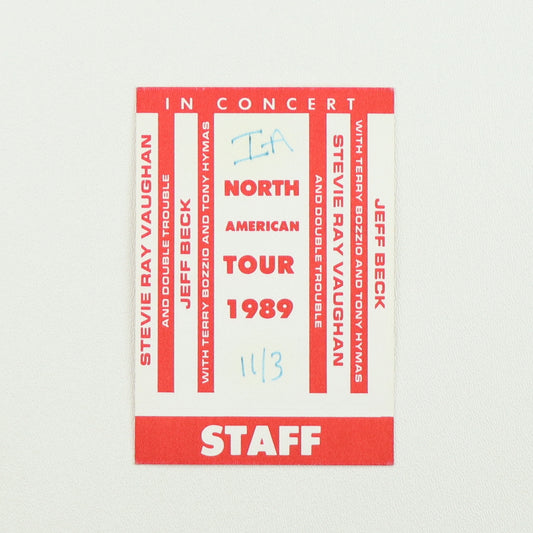 IN CONCERT
STEVIE RAY VAUGHAN
AND DOUBLE TROUBLE
JEFF BECK
WITH TERRY BOZZIO AND TONY HYMAS
I-A
NORTH
AMERICAN
TOUR
1989
11/3
AND DOUBLE TROUBLE
STEVIE RAY VAUGHAN
WITH TERRY BOZZIO AND TONY HYMAS
JEFF BECK
STAFF